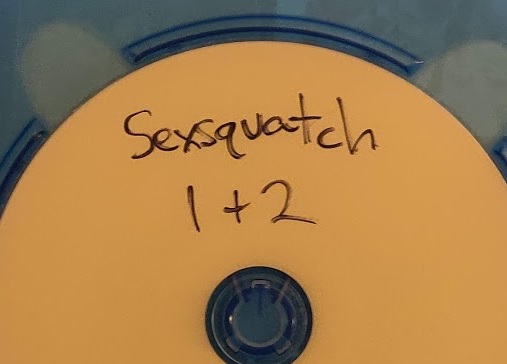 Sexsquatch
1 + 2